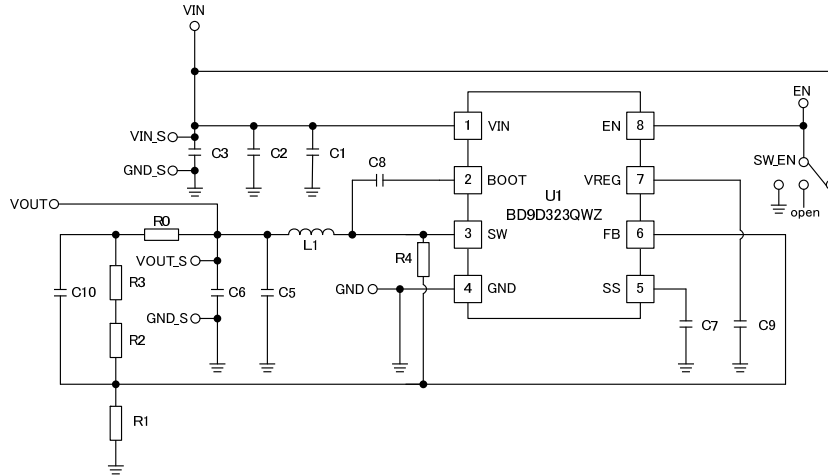 VIN
EN
VIN_S
C3
C2
C1
1
VIN
EN
8
GND_S
C8
2
BOOT
U1
VREG
7
SW_EN
VOUT
BD9D323QWZ
open
R0
L1
3
SW
FB
6
VOUT_S
R4
R3
C10
C6
C5
GND
4
GND
SS
5
GND_S
R2
C7
C9
R1